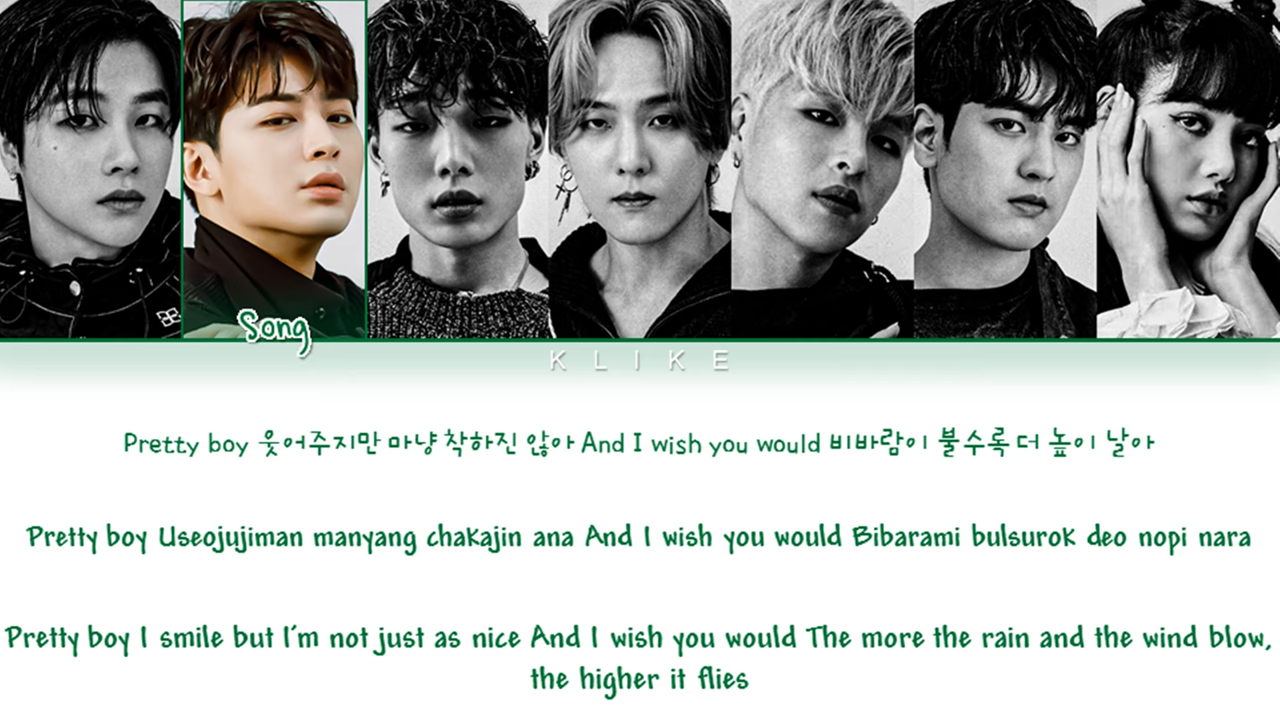 Song
K L I K E
Pretty boy 웃어주지만 마냥 착하진 않아 And I wish you would 비바람이 불수록 더 높이 날아
Pretty boy Useojujiman manyang chakajin ana And I wish you would Bibarami bulsurok deo nopi nara
Pretty boy I smile but I'm not just as nice And I wish you would The more the rain and the wind blow,
the higher it flies